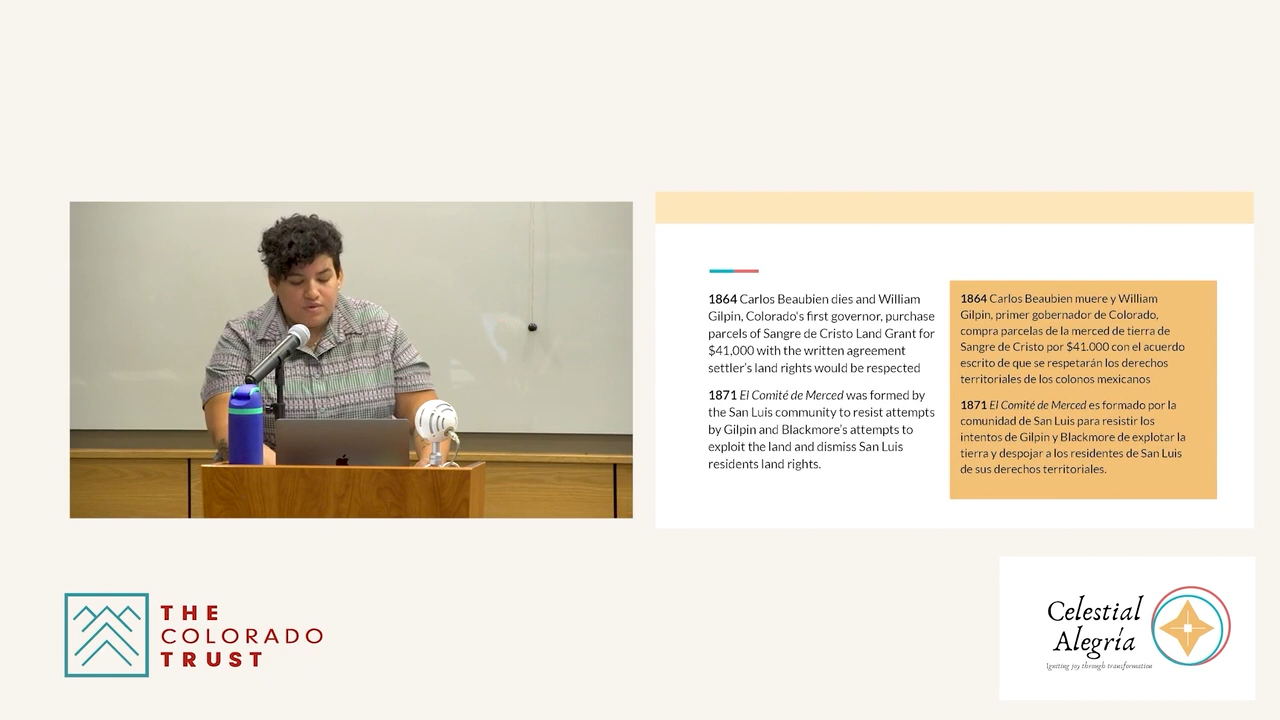 1864 Carlos Beaubien dies and William
Gilpin, Colorado's first governor, purchase
parcels of Sangre de Cristo Land Grant for
$41,000 with the written agreement
settler's land rights would be respected
1871 El Comité de Merced was formed by
the San Luis community to resist attempts
by Gilpin and Blackmore's attempts to
exploit the land and dismiss San Luis
residents land rights.
1864 Carlos Beaubien muere y William
Gilpin, primer gobernador de Colorado,
compra parcelas de la merced de tierra de
Sangre de Cristo por $41.000 con el acuerdo
escrito de que se respetarán los derechos
territoriales de los colonos mexicanos
1871 El Comité de Merced es formado por la
comunidad de San Luis para resistir los
intentos de Gilpin y Blackmore de explotar la
tierra y despojar a los residentes de San Luis
de sus derechos territoriales.
THE
COLORADO
TRUST
Celestial
Alegría
Igniting joy through transformation